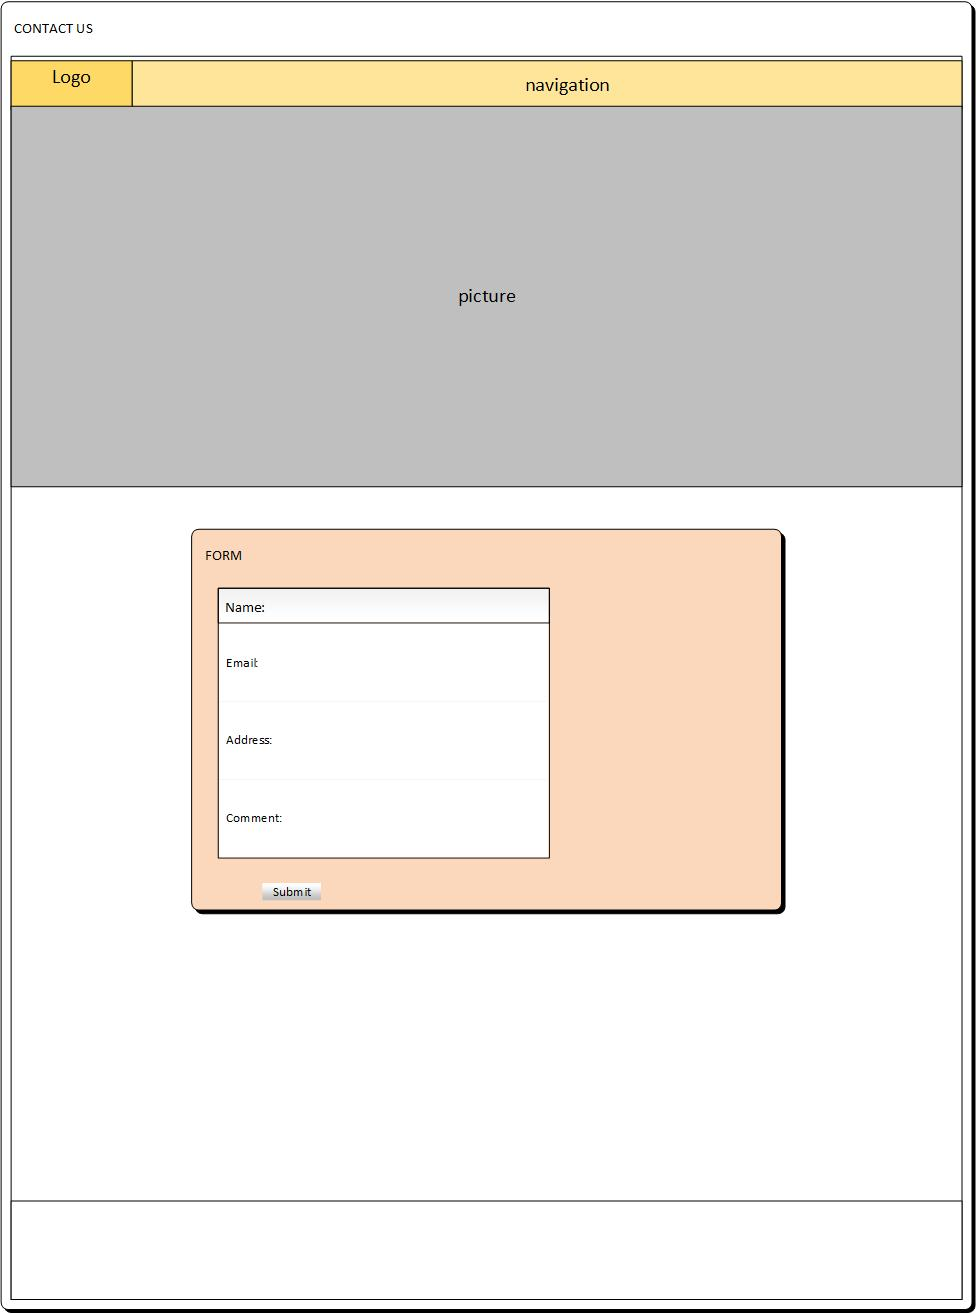 CONTACT US
Logo
navigation
picture
FORM
Name:
Email:
Address:
Comment:
Submit